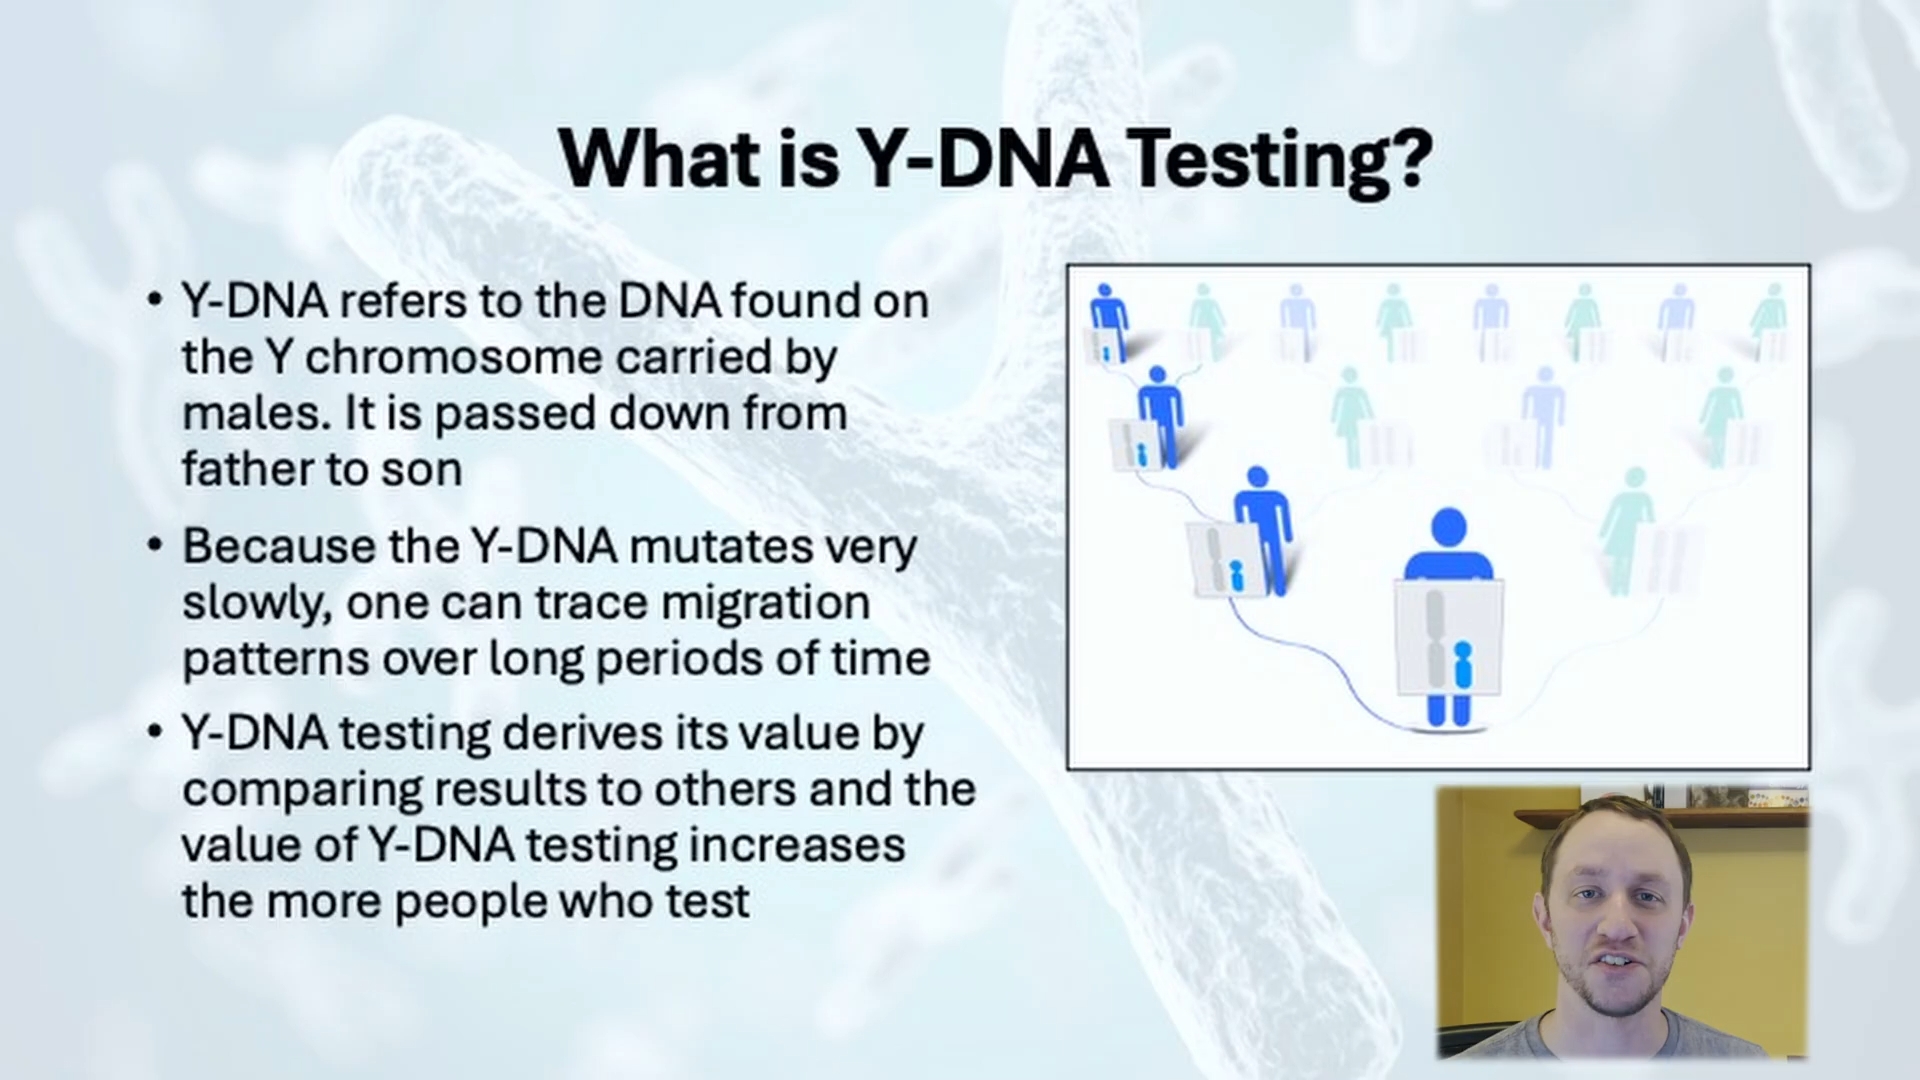 What is Y-DNA Testing?
• Y-DNA refers to the DNA found on
the Y chromosome carried by
males. It is passed down from
father to son
• Because the Y-DNA mutates very
slowly, one can trace migration
patterns over long periods of time
• Y-DNA testing derives its value by
comparing results to others and the
value of Y-DNA testing increases
the more people who test